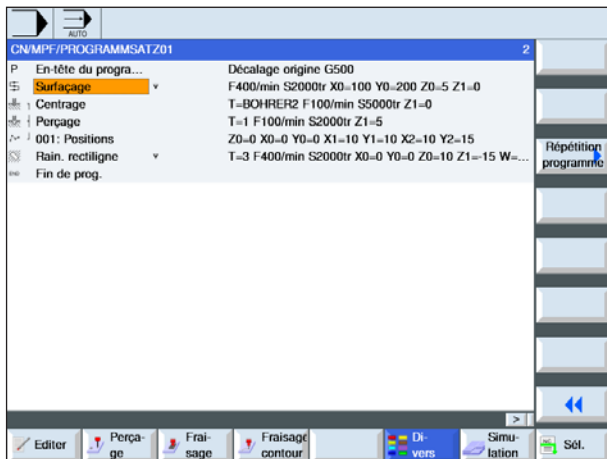 AUTO
CN/MPF/PROGRAMMSATZ01 2
P En-tête du progra... Décalage origine G500
Surfaçage F400/min S2000tr X0=100 Y0=200 Z0=5 Z1=0
Centrage T=BOHRER2 F100/min S5000tr Z1=0
Perçage T=1 F100/min S2000tr Z1=5
001: Positions Z0=0 X0=0 Y0=0 X1=10 Y1=10 X2=10 Y2=15
Rain. rectiligne T=3 F400/min S2000tr X0=0 Y0=0 Z0=10 Z1=-15 W=...
END Fin de prog.
Répétition
programme
>
Editer
Perça-
ge
Frai-
sage
Fraisage
contour
Di-
vers
Simu-
lation
NC
Sél.